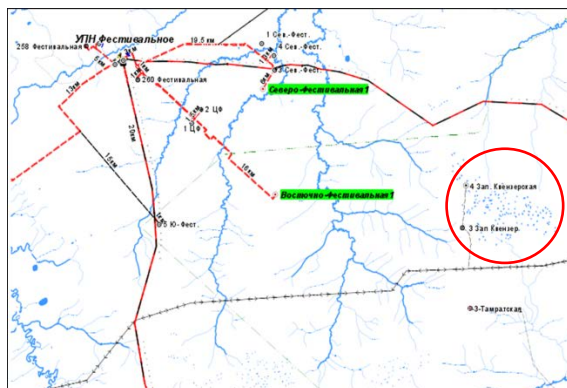 19,5 км
1 Сев.-Фест.
258 Фестивальная
УПН Фестивальное
4 Сев.-Фест.
3 Сев.-Фест.
260 Фестивальная
Северо-Фестивальная 1
13км
2 ЦФ
20км
1 ЦФ
15км
16 км
4 Зап. Квензерская
Восточно-Фестивальная 1
5 Ю-Фест.
3 Зап Квензер.
3-Тамратская